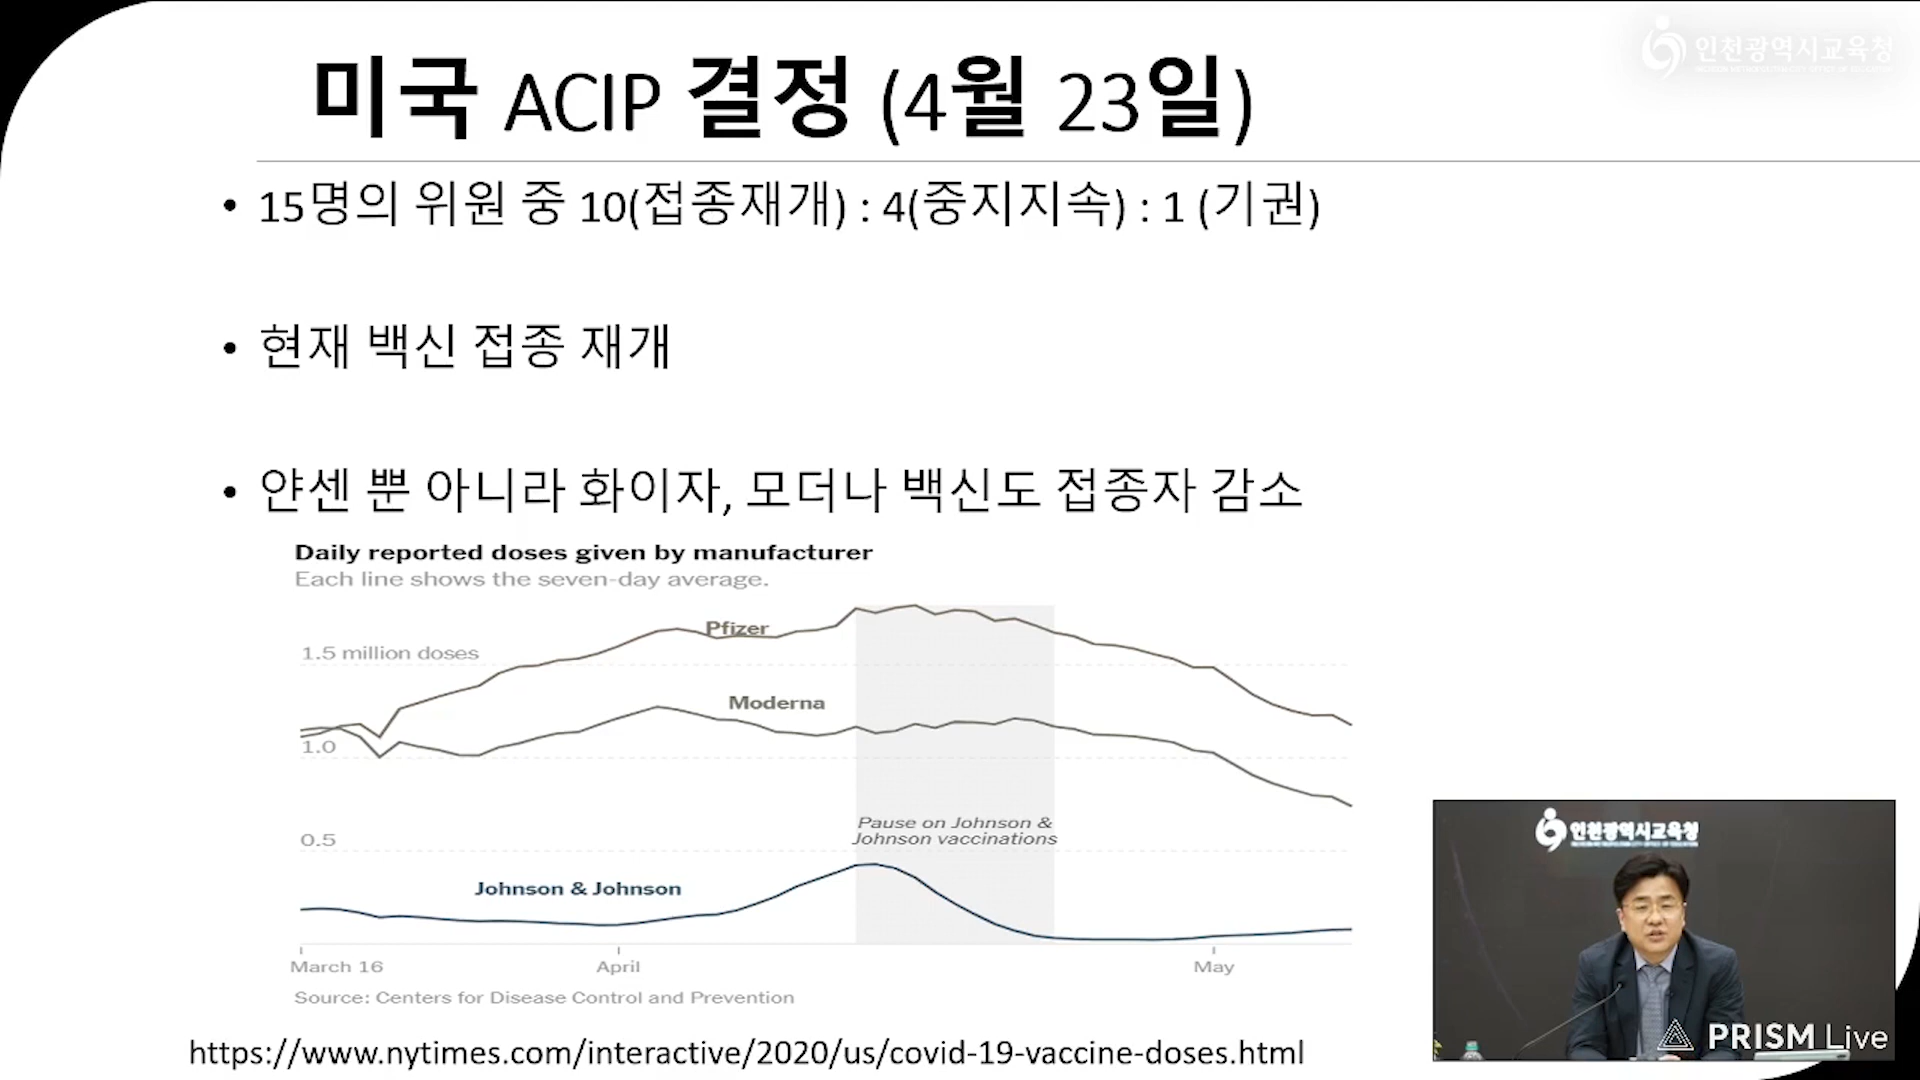 인천광역시교육청
미국 ACIP 결정 (4월 23일)
• 15명의 위원 중 10(접종재개) : 4(중지지속) : 1 (기권)
• 현재 백신 접종 재개
• 얀센 뿐 아니라 화이자, 모더나 백신도 접종자 감소
Daily reported doses given by manufacturer
Each line shows the seven-day average.
Pfizer
1.5 million doses
Moderna
1.0
Pause on Johnson &
Johnson vaccinations
0.5
Johnson & Johnson
March 16 April May
Source: Centers for Disease Control and Prevention
https://www.nytimes.com/interactive/2020/us/covid-19-vaccine-doses.html
인천광역시교육청
PRISM Live